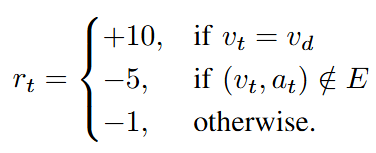 +10, if v_t = v_d
r_t = { −5, if (v_t, a_t) ∉ E
−1, otherwise.